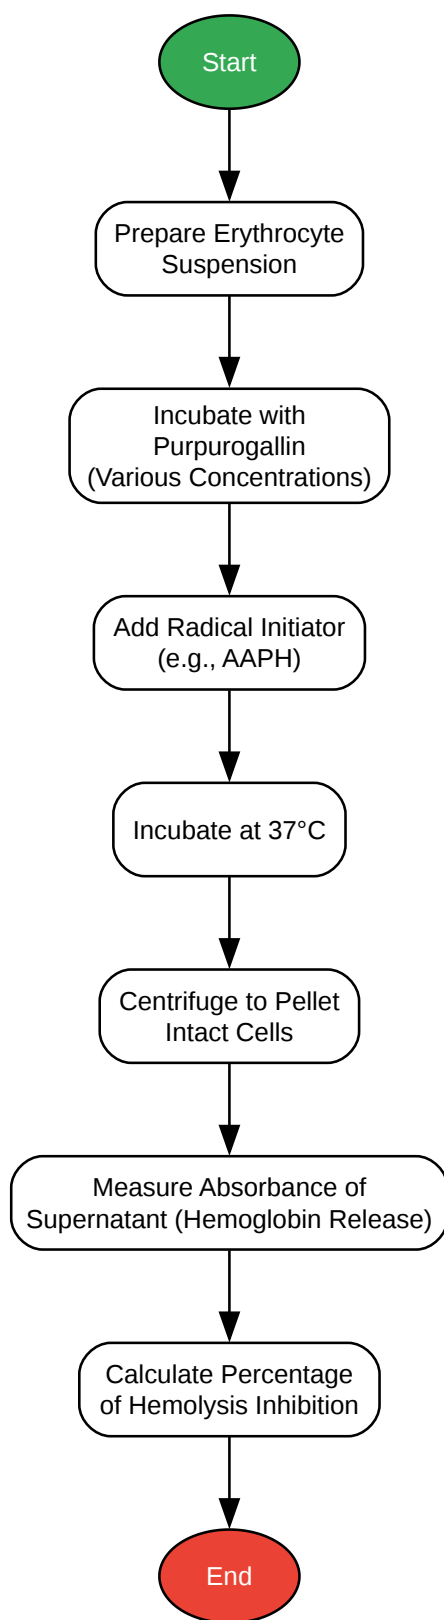 Start
Prepare Erythrocyte
Suspension
Incubate with
Purpurogallin
(Various Concentrations)
Add Radical Initiator
(e.g., AAPH)
Incubate at 37°C
Centrifuge to Pellet
Intact Cells
Measure Absorbance of
Supernatant (Hemoglobin Release)
Calculate Percentage
of Hemolysis Inhibition
End